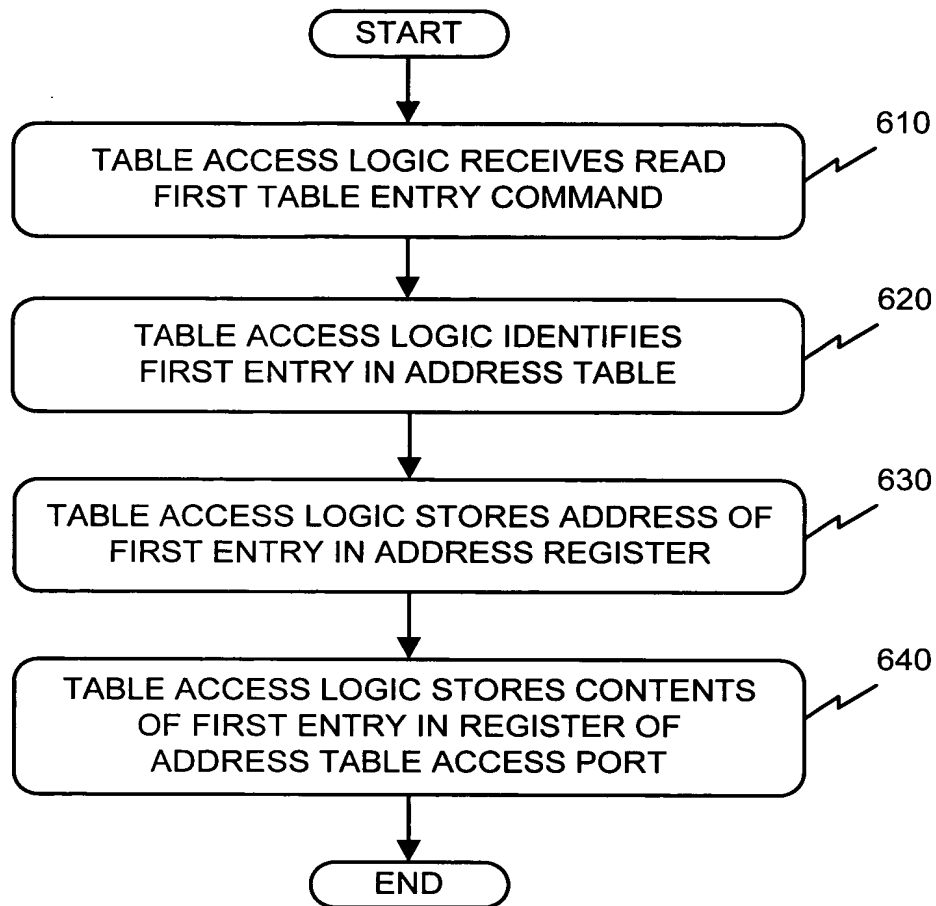 START
610
TABLE ACCESS LOGIC RECEIVES READ
FIRST TABLE ENTRY COMMAND
620
TABLE ACCESS LOGIC IDENTIFIES
FIRST ENTRY IN ADDRESS TABLE
630
TABLE ACCESS LOGIC STORES ADDRESS OF
FIRST ENTRY IN ADDRESS REGISTER
640
TABLE ACCESS LOGIC STORES CONTENTS
OF FIRST ENTRY IN REGISTER OF
ADDRESS TABLE ACCESS PORT
END